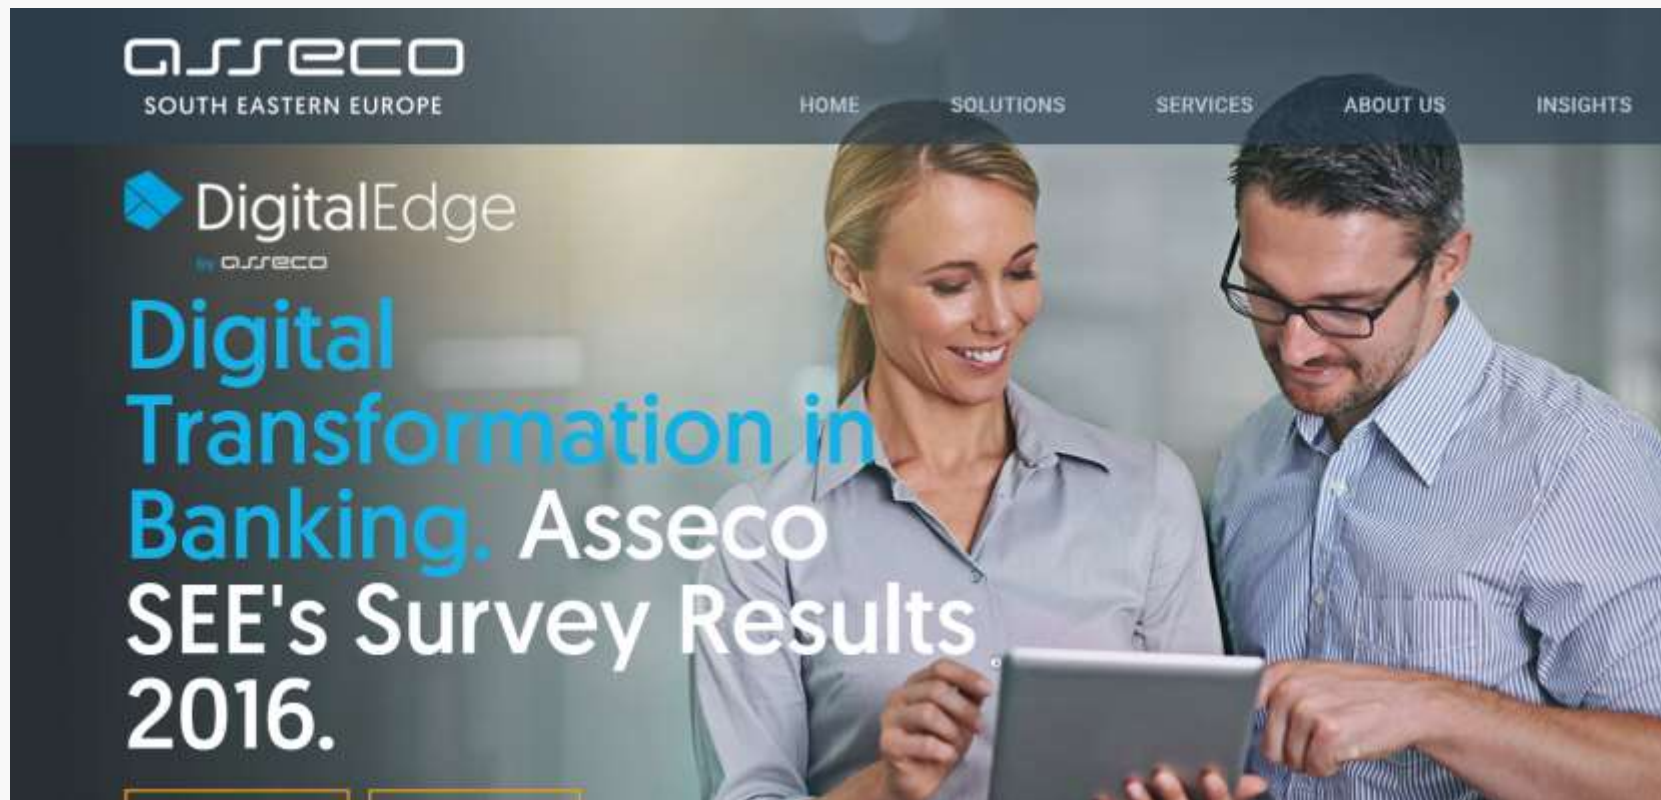 asseco
SOUTH EASTERN EUROPE
HOME SOLUTIONS SERVICES ABOUT US INSIGHTS
DigitalEdge
by asseco
Digital
Transformation in
Banking. Asseco
SEE's Survey Results
2016.